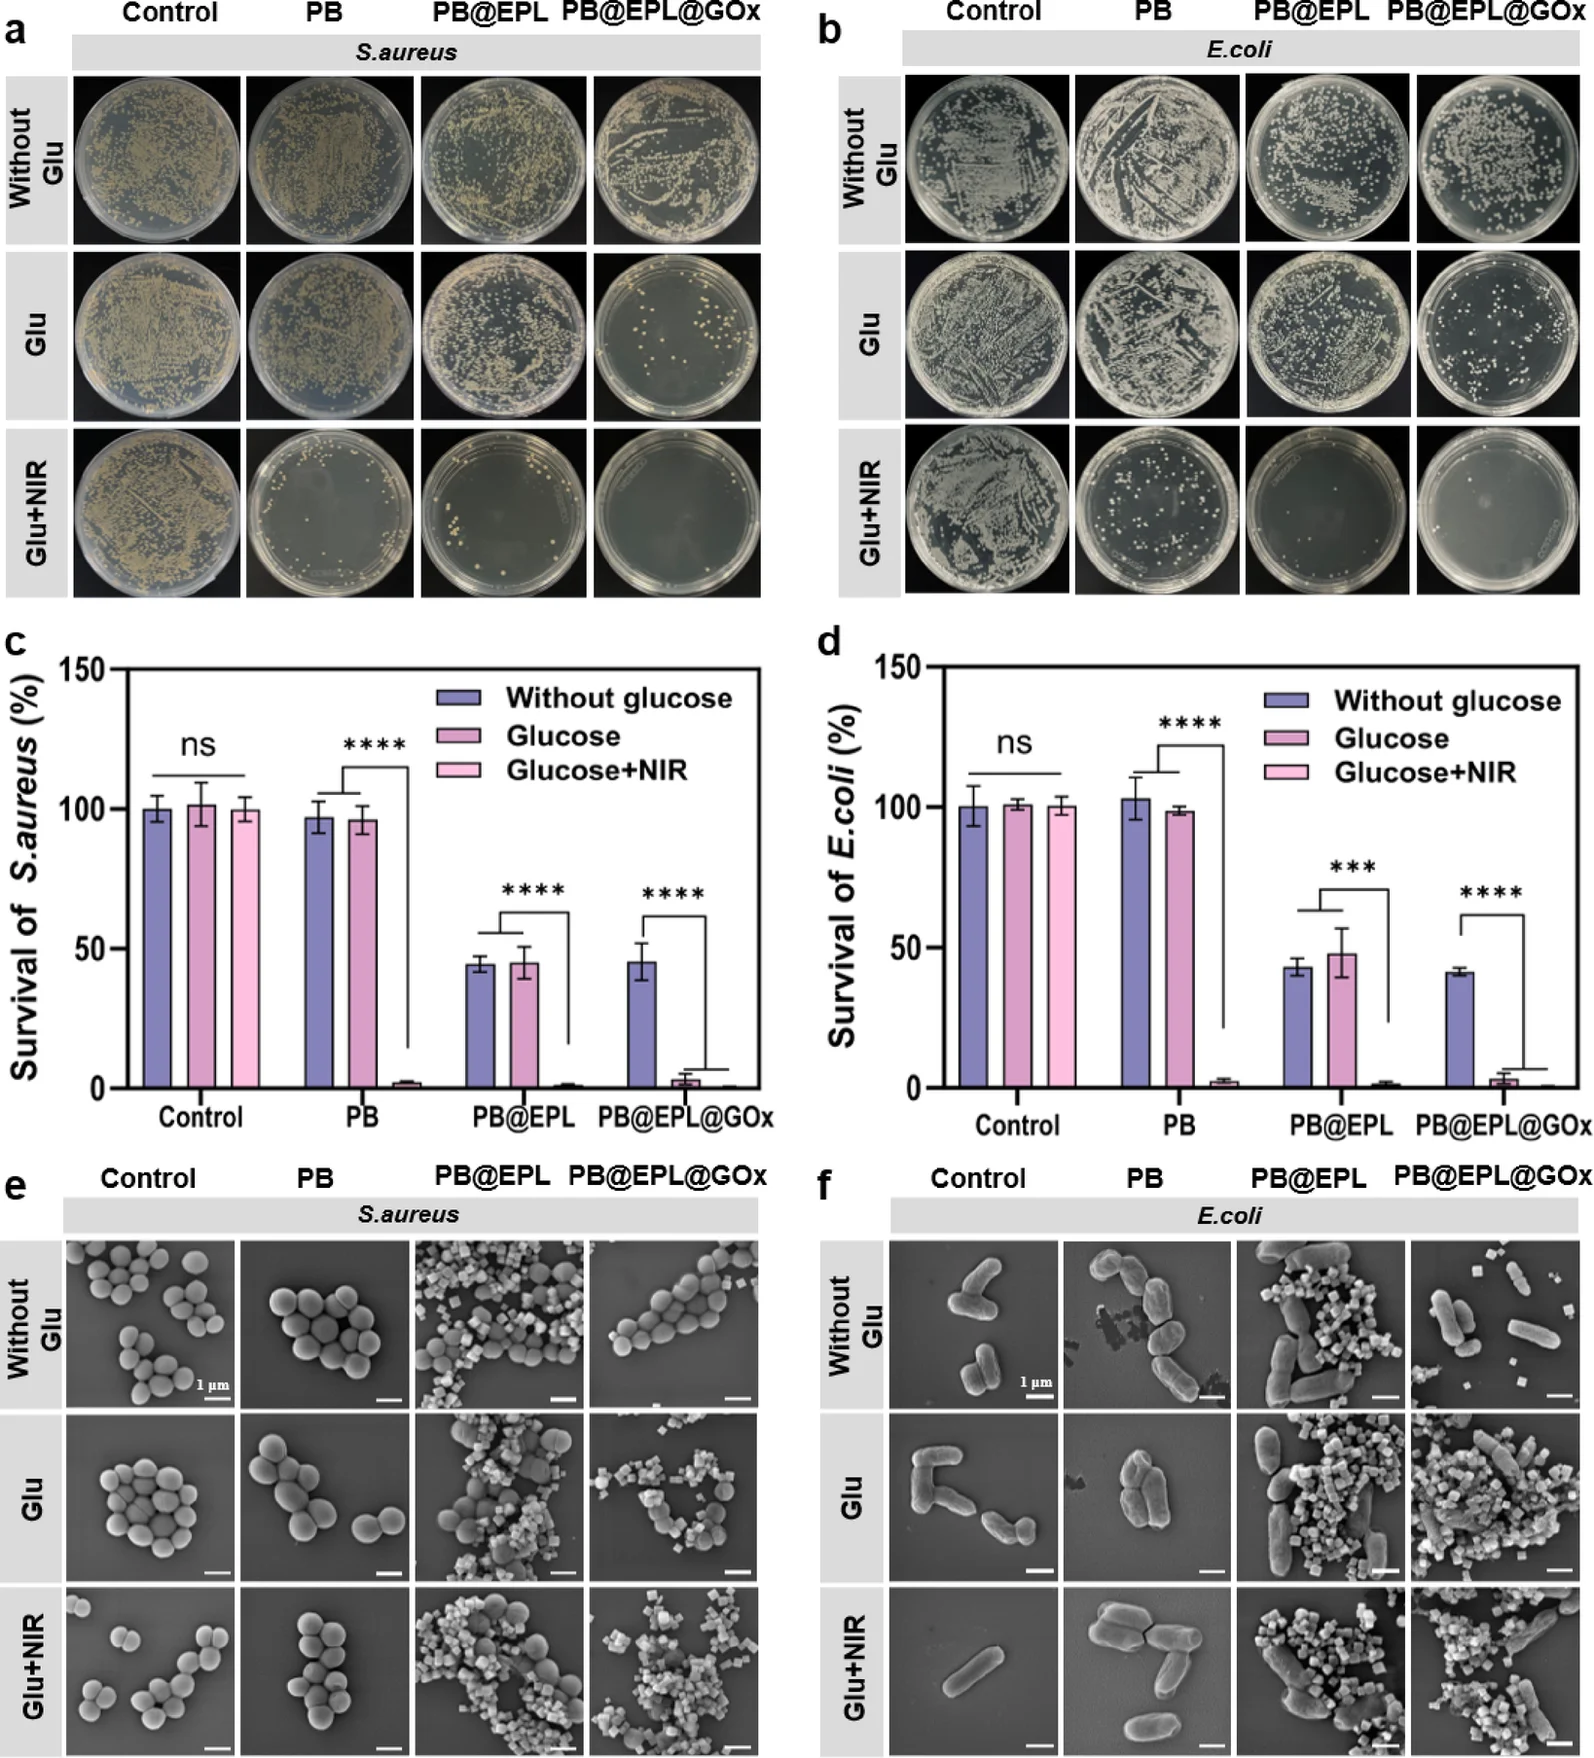 a
Control PB PB@EPL PB@EPL@GOx
S.aureus
Without
Glu
Glu
Glu+NIR
b
Control PB PB@EPL PB@EPL@GOx
E.coli
Without
Glu
Glu
Glu+NIR
c
Survival of S.aureus (%)
150
100
50
0
Without glucose
Glucose
Glucose+NIR
ns
****
****
****
Control PB PB@EPL PB@EPL@GOx
d
Survival of E.coli (%)
150
100
50
0
Without glucose
Glucose
Glucose+NIR
ns
****
***
****
Control PB PB@EPL PB@EPL@GOx
e
Control PB PB@EPL PB@EPL@GOx
S.aureus
Without
Glu
1 μm
Glu
Glu+NIR
f
Control PB PB@EPL PB@EPL@GOx
E.coli
Without
Glu
1 μm
Glu
Glu+NIR